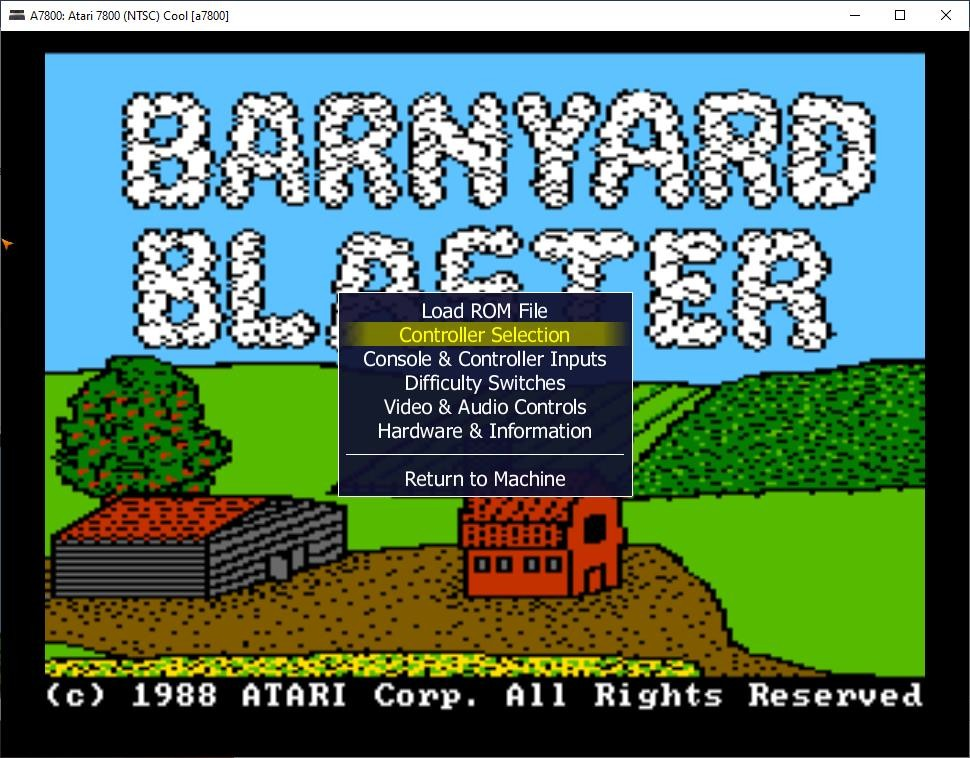 A7800: Atari 7800 (NTSC) Cool [a7800]
BARNYARD
BLASTER
Load ROM File
Controller Selection
Console & Controller Inputs
Difficulty Switches
Video & Audio Controls
Hardware & Information
Return to Machine
(c) 1988 ATARI Corp. All Rights Reserved